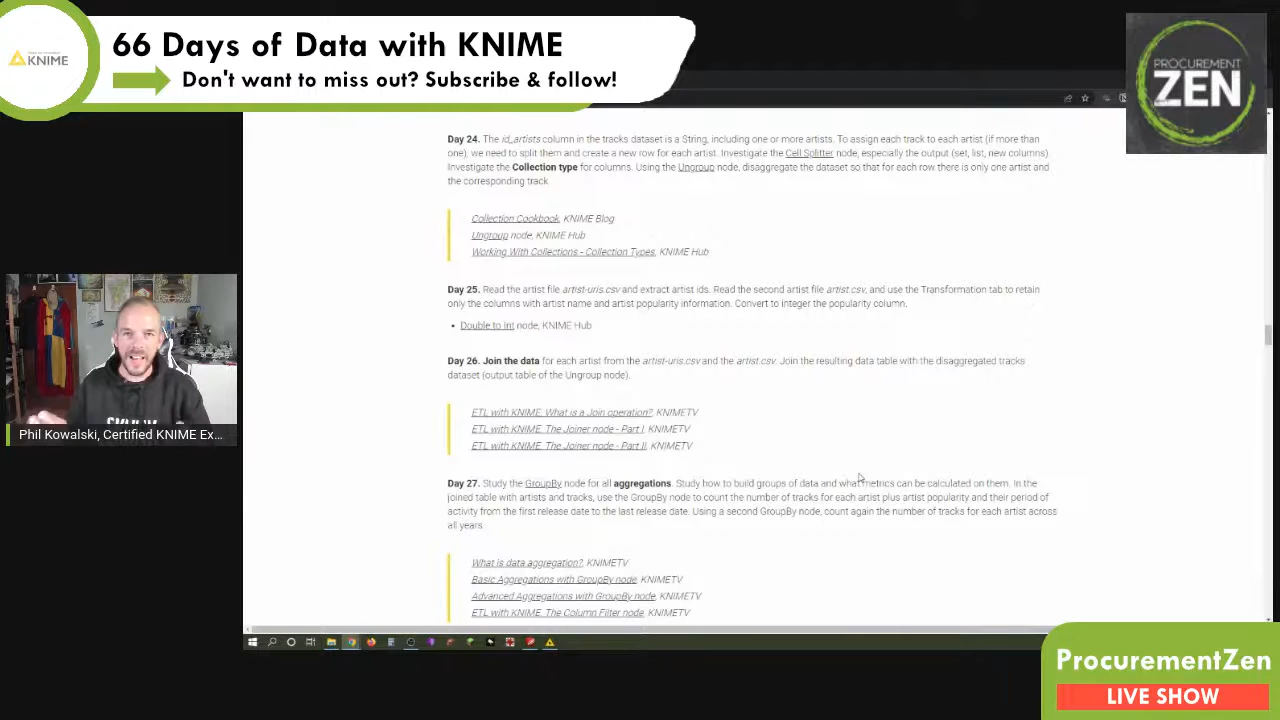 KNIME
66 Days of Data with KNIME
Don't want to miss out? Subscribe & follow!
PROCUREMENT
ZEN
Day 24. The id_artists column in the tracks dataset is a String, including one or more artists. To assign each track to each artist (if more than
one), we need to split them and create a new row for each artist. Investigate the Cell Splitter node, especially the output (set, list, new columns).
Investigate the Collection type for columns. Using the Ungroup node, disaggregate the dataset so that for each row there is only one artist and
the corresponding track
Collection Cookbook, KNIME Blog
Ungroup node, KNIME Hub
Working With Collections - Collection Types, KNIME Hub
Day 25. Read the artist file artist-uris.csv and extract artist ids. Read the second artist file artist.csv, and use the Transformation tab to retain
only the columns with artist name and artist popularity information. Convert to integer the popularity column.
• Double to Int node, KNIME Hub
Day 26. Join the data for each artist from the artist-uris.csv and the artist.csv. Join the resulting data table with the disaggregated tracks
dataset (output table of the Ungroup node).
ETL with KNIME. What is a Join operation?, KNIMETV
ETL with KNIME. The Joiner node - Part I, KNIMETV
ETL with KNIME. The Joiner node - Part II, KNIMETV
Day 27. Study the GroupBy node for all aggregations. Study how to build groups of data and what metrics can be calculated on them. In the
joined table with artists and tracks, use the GroupBy node to count the number of tracks for each artist plus artist popularity and their period of
activity from the first release date to the last release date. Using a second GroupBy node, count again the number of tracks for each artist across
all years.
What is data aggregation?, KNIMETV
Basic Aggregations with GroupBy node, KNIMETV
Advanced Aggregations with GroupBy node, KNIMETV
ETL with KNIME. The Column Filter node, KNIMETV
Phil Kowalski, Certified KNIME Ex...
ProcurementZen
LIVE SHOW